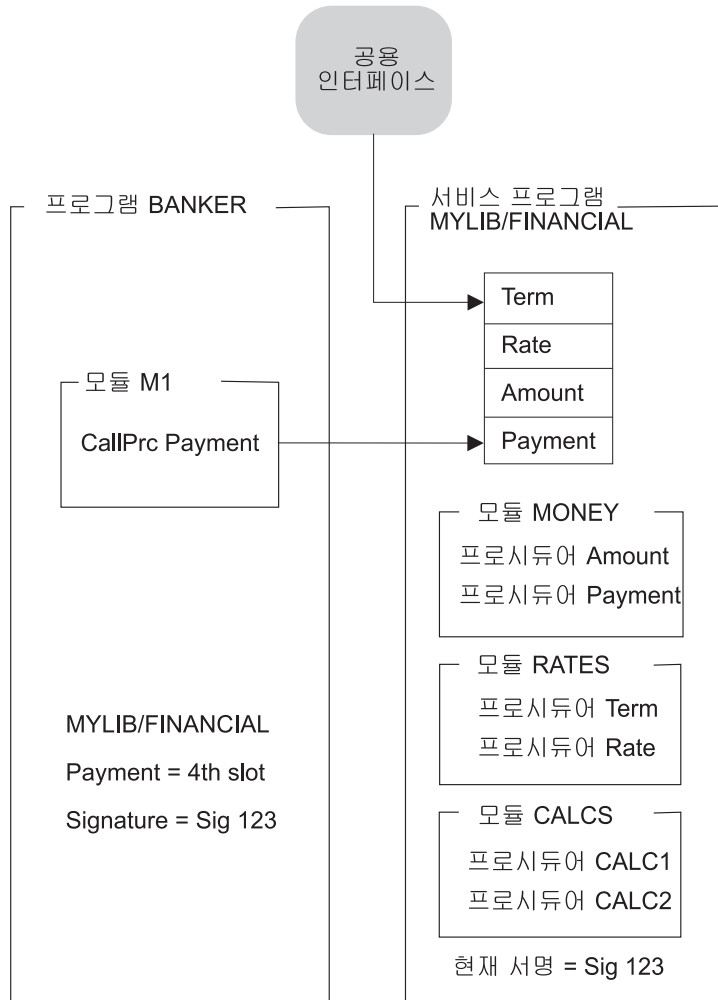 공용
인터페이스
프로그램 BANKER
모듈 M1
CallPrc Payment
MYLIB/FINANCIAL
Payment = 4th slot
Signature = Sig 123
서비스 프로그램
MYLIB/FINANCIAL
Term
Rate
Amount
Payment
모듈 MONEY
프로시듀어 Amount
프로시듀어 Payment
모듈 RATES
프로시듀어 Term
프로시듀어 Rate
모듈 CALCS
프로시듀어 CALC1
프로시듀어 CALC2
현재 서명 = Sig 123